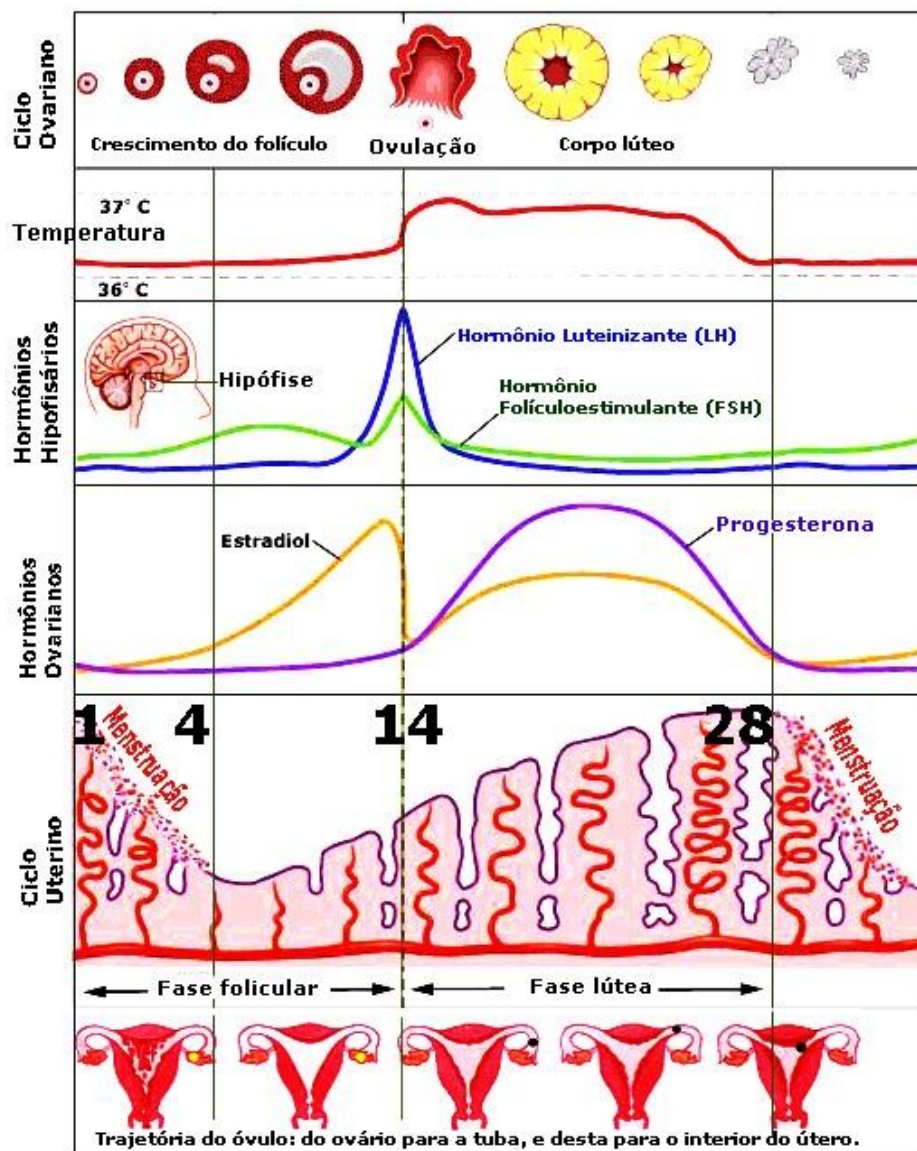 Ciclo
Ovariano
Crescimento do folículo
Ovulação
Corpo lúteo
37° C
Temperatura
36° C
Hormônios
Hipofisários
Hipófise
Hormônio Luteinizante (LH)
Hormônio
Folículoestimulante (FSH)
Hormônios
Ovarianos
Estradiol
Progesterona
Ciclo
Uterino
1
4
14
28
Menstruação
Menstruação
Fase folicular
Fase lútea
Trajetória do óvulo: do ovário para a tuba, e desta para o interior do útero.